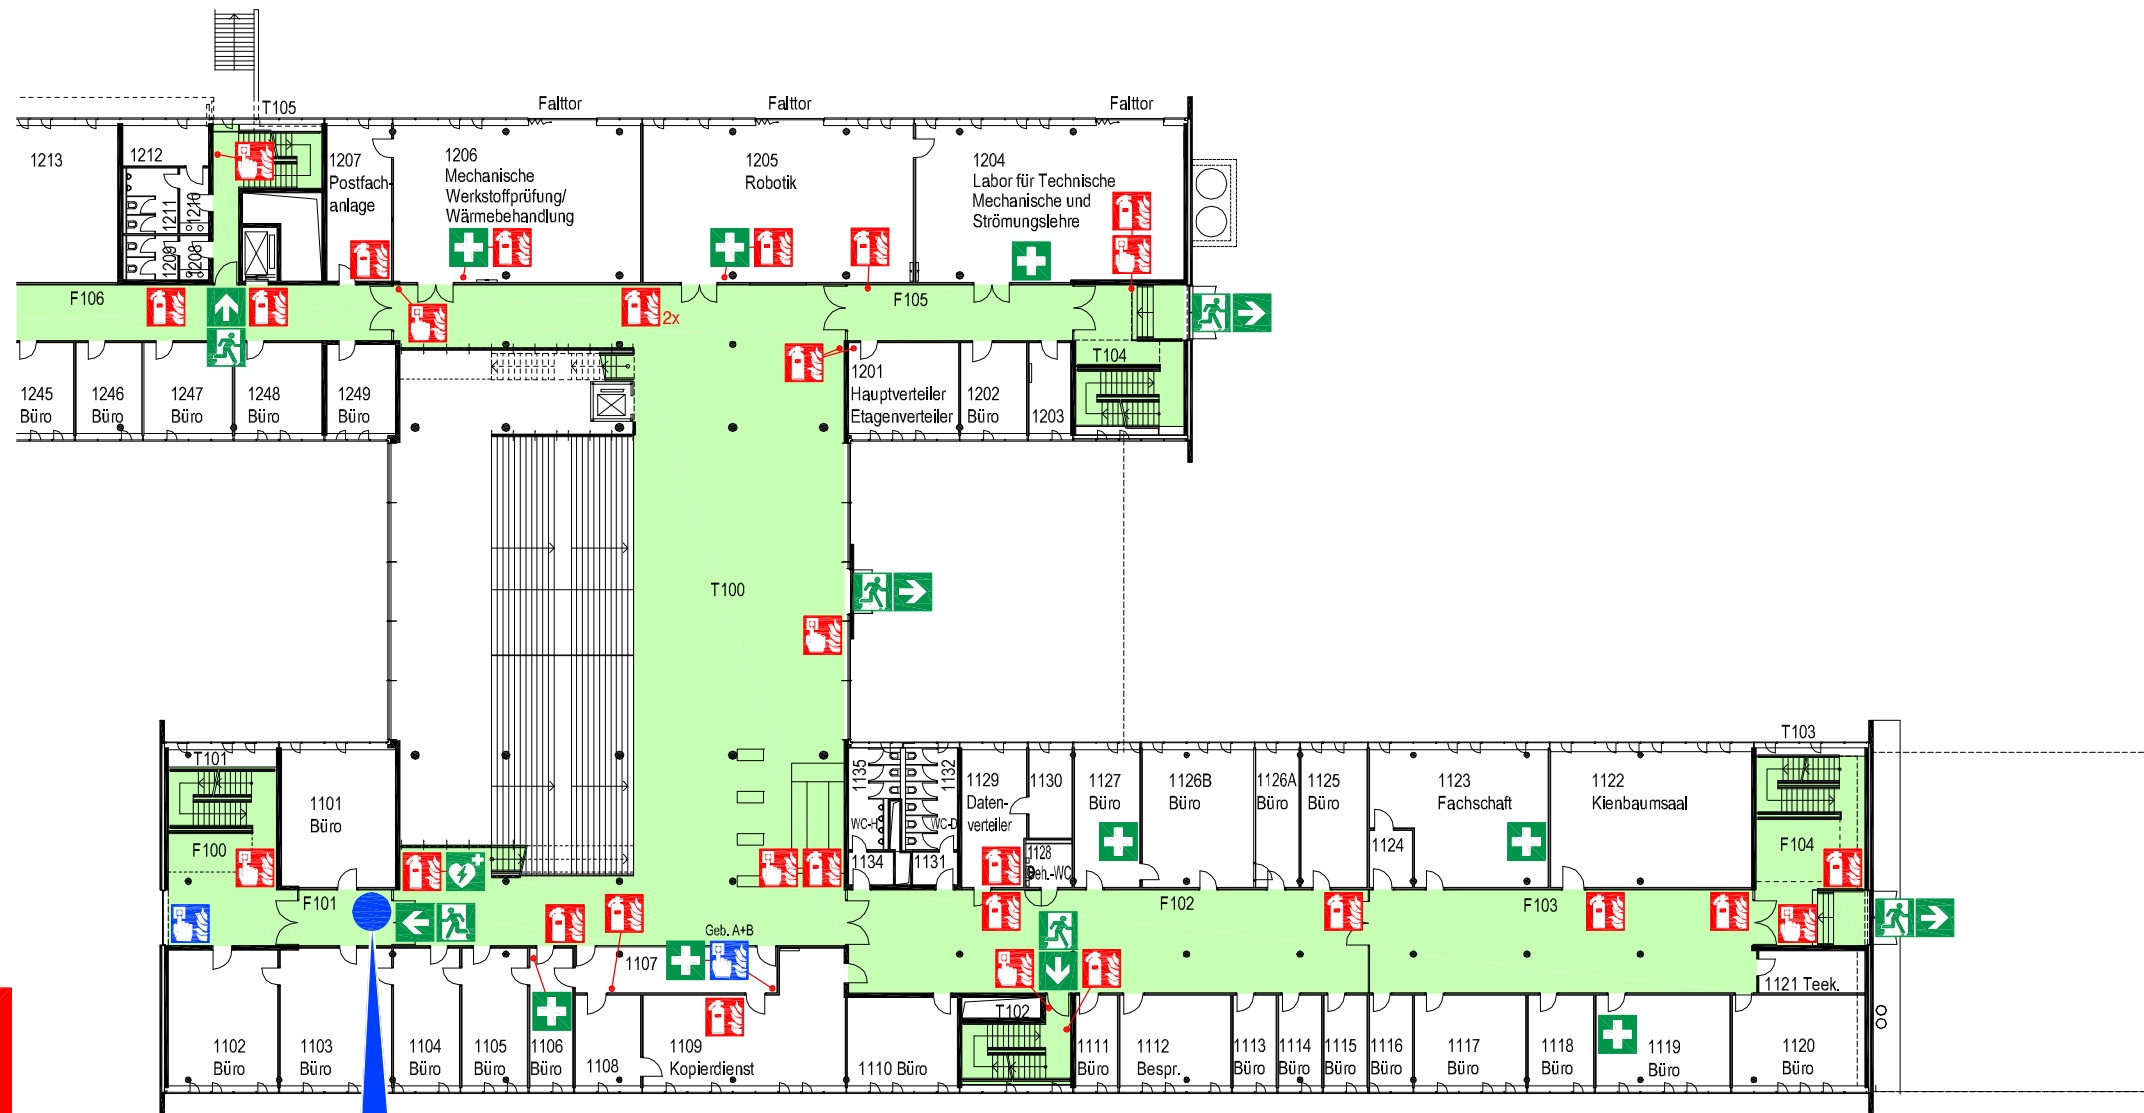 T105
Falttor
Falttor
Falttor
1213
1212
1211
1210
1209
1208
1207
Postfach-
anlage
1206
Mechanische
Werkstoffprüfung/
Wärmebehandlung
1205
Robotik
1204
Labor für Technische
Mechanische und
Strömungslehre
F106
2x
F105
1245
Büro
1246
Büro
1247
Büro
1248
Büro
1249
Büro
1201
Hauptverteiler
Etagenverteiler
1202
Büro
1203
T104
T100
T101
1101
Büro
F100
F101
1135
WC-H
1134
1132
WC-D
1131
1129
Daten-
verteiler
1130
1128
Beh.-WC
1127
Büro
1126B
Büro
1126A
Büro
1125
Büro
1123
Fachschaft
1124
1122
Kienbaumsaal
T103
F104
F102
F103
Geb. A+B
1107
1102
Büro
1103
Büro
1104
Büro
1105
Büro
1106
Büro
1108
1109
Kopierdienst
1110 Büro
T102
1111
Büro
1112
Bespr.
1113
Büro
1114
Büro
1115
Büro
1116
Büro
1117
Büro
1118
Büro
1119
Büro
1120
Büro
1121 Teek.